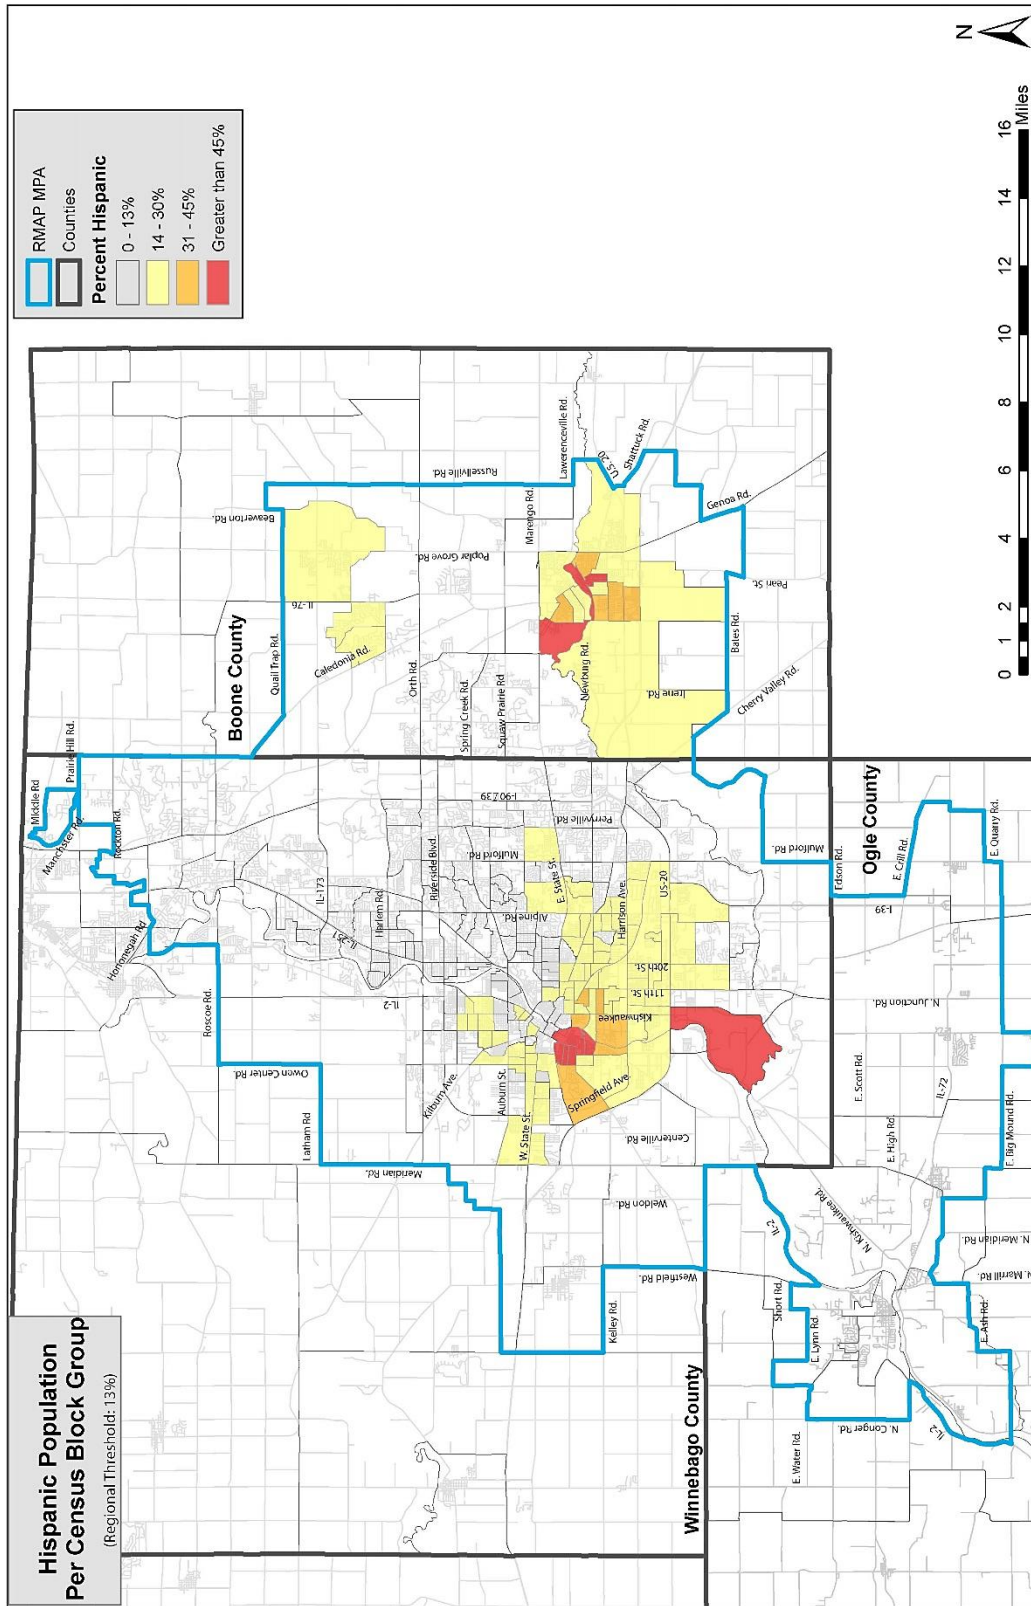 Hispanic Population
Per Census Block Group
(Regional Threshold: 13%)
RMAP MPA
Counties
Percent Hispanic
0 - 13%
14 - 30%
31 - 45%
Greater than 45%
N
0 1 2 4 6 8 10 12 14 16
Miles
Boone County
Winnebago County
Ogle County
Middle Rd
Manchster Rd.
Prairie Hill Rd.
Rockton Rd.
Hononegah Rd
Roscoe Rd.
Owen Center Rd.
Latham Rd
Meridian Rd.
Kilburn Ave.
Auburn St.
W. State St.
Springfield Ave.
Centerville Rd.
Weldon Rd.
Westfield Rd.
Kelley Rd.
IL-173
IL-251
IL-2
Harlem Rd.
Riverside Blvd.
Alpine Rd.
Mulford Rd.
E. State St.
Perryville Rd.
I-90/39
Harrison Ave.
US-20
20th St.
11th St.
Kishwaukee
Quail Trap Rd.
IL-76
Caledonia Rd.
Beaverton Rd.
Poplar Grove Rd.
Russellville Rd.
Orth Rd.
Spring Creek Rd.
Squaw Prairie Rd
Marengo Rd.
Lawerenceville Rd.
U.S. 20
Shattuck Rd.
Genoa Rd.
Pearl St.
Newburg Rd.
Irene Rd.
Bates Rd.
Cherry Valley Rd.
Mulford Rd.
Edson Rd.
E. Crill Rd.
E. Quarry Rd.
I-39
N. Junction Rd.
E. Scott Rd.
IL-72
E. High Rd.
E. Big Mound Rd.
N. Kishwaukee Rd.
IL-2
N. Meridian Rd.
N. Marrill Rd.
E. Ash Rd.
Short Rd.
E. Lynn Rd.
N. Conger Rd.
IL-2
E. Water Rd.